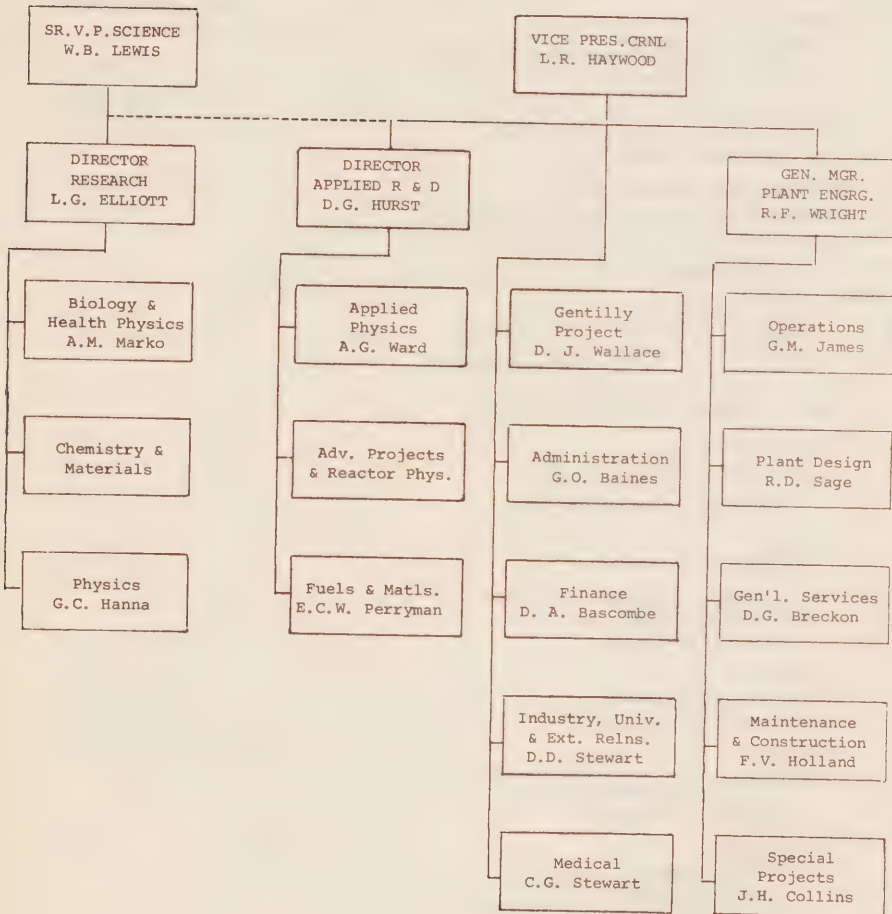 SR.V.P.SCIENCE
W.B. LEWIS
VICE PRES.CRNL
L.R. HAYWOOD
DIRECTOR
RESEARCH
L.G. ELLIOTT
DIRECTOR
APPLIED R & D
D.G. HURST
GEN. MGR.
PLANT ENGRG.
R.F. WRIGHT
Biology &
Health Physics
A.M. Marko
Applied
Physics
A.G. Ward
Gentilly
Project
D. J. Wallace
Operations
G.M. James
Chemistry &
Materials
Adv. Projects
& Reactor Phys.
Administration
G.O. Baines
Plant Design
R.D. Sage
Physics
G.C. Hanna
Fuels & Matls.
E.C.W. Perryman
Finance
D. A. Bascombe
Gen'l. Services
D.G. Breckon
Industry, Univ.
& Ext. Relns.
D.D. Stewart
Maintenance
& Construction
F.V. Holland
Medical
C.G. Stewart
Special
Projects
J.H. Collins